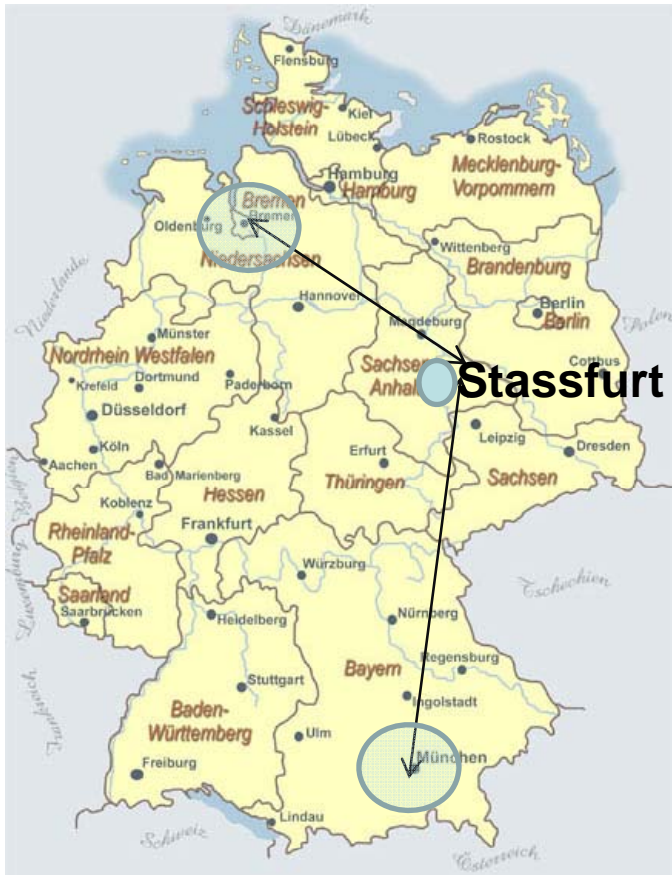 Dänemark
Flensburg
Schleswig-
Holstein
Kiel
Lübeck
Rostock
Mecklenburg-
Vorpommern
Hamburg
Hamburg
Bremen
Oldenburg
Bremen
Niedersachsen
Wittenberg
Brandenburg
Niederlande
Hannover
Berlin
Berlin
Polen
Magdeburg
Münster
Nordrhein Westfalen
Sachsen
Anhalt
Cottbus
Krefeld
Dortmund
Paderborn
Stassfurt
Düsseldorf
Kassel
Leipzig
Köln
Erfurt
Dresden
Aachen
Bad Marienberg
Thüringen
Sachsen
Hessen
Belgien
Koblenz
Frankfurt
Rheinland-
Pfalz
Würzburg
Tschechien
Luxemburg
Saarland
Saarbrücken
Heidelberg
Nürnberg
Bayern
Regensburg
Stuttgart
Ingolstadt
Frankreich
Baden-
Württemberg
Ulm
München
Freiburg
Lindau
Schweiz
Österreich